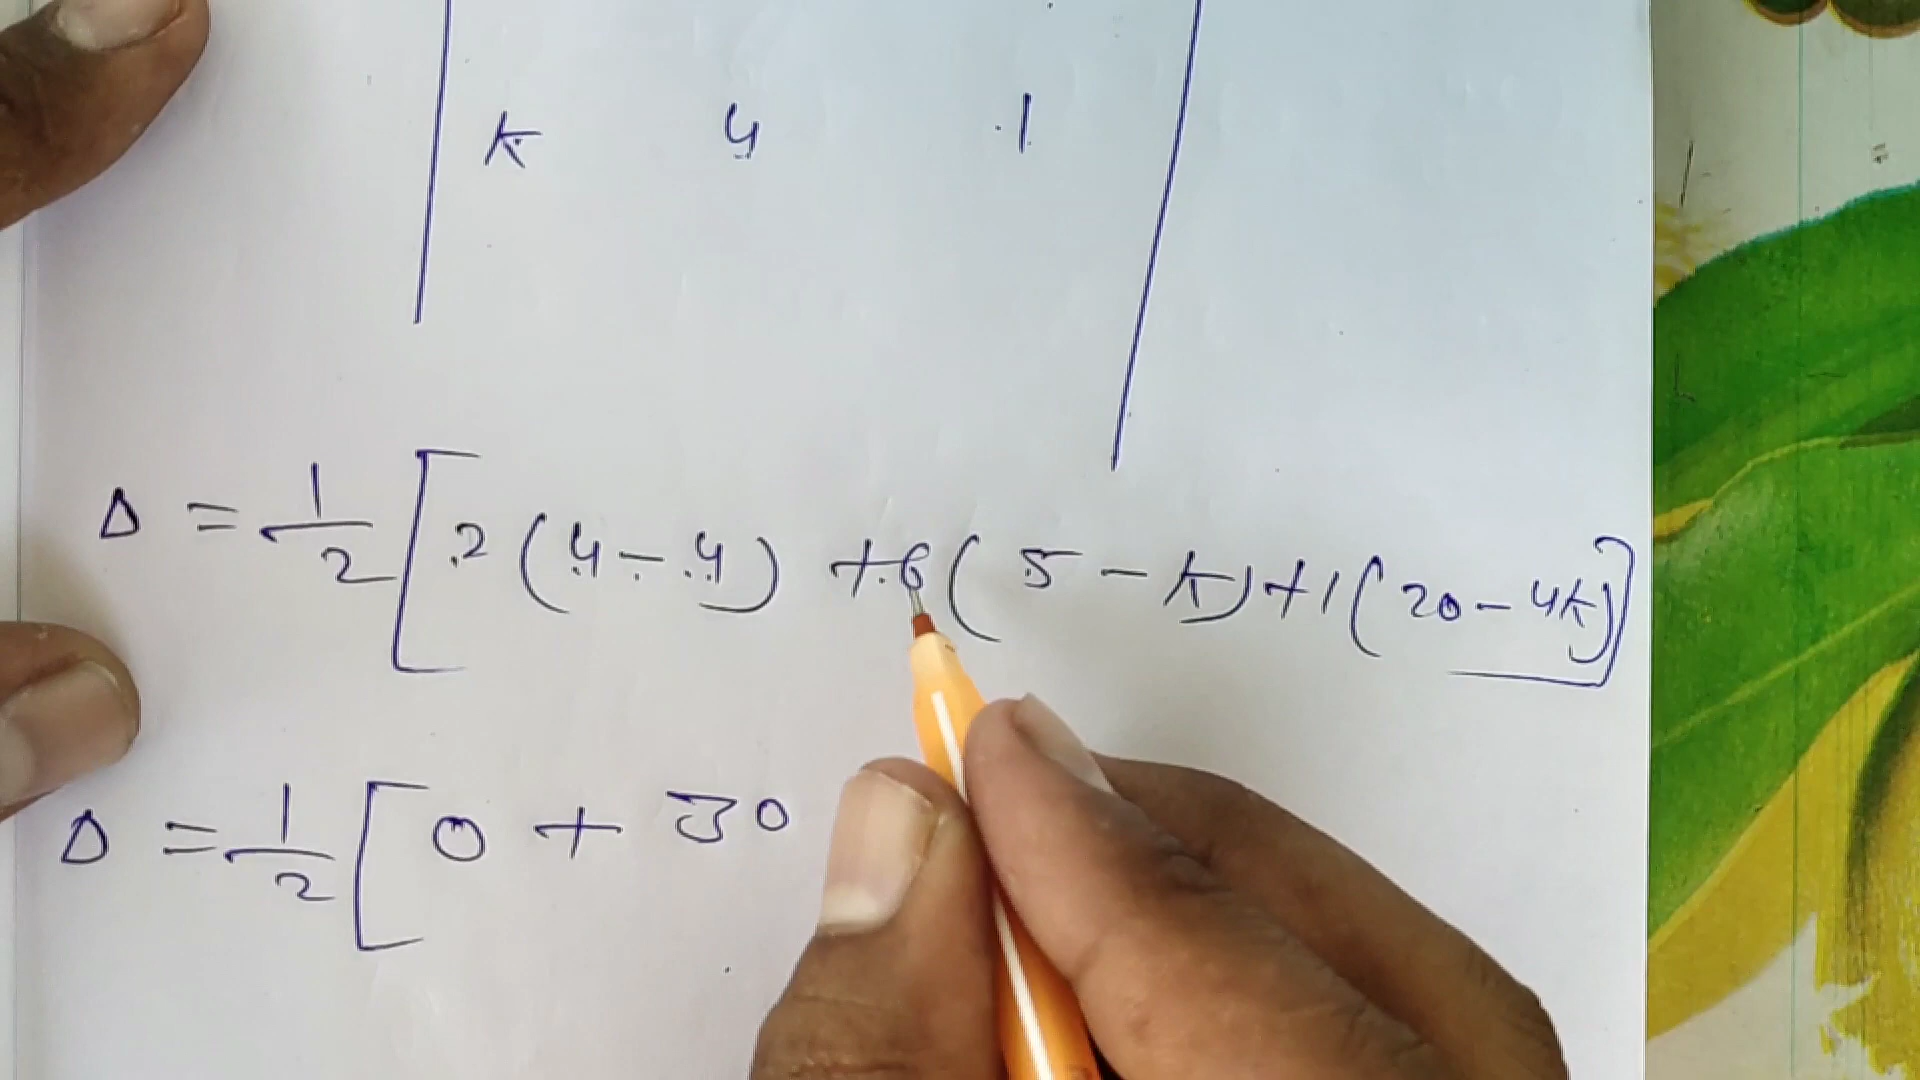 k 4 1
Δ = 1/2 [2(4-4) +6(5-k)+1(20-4k)]
Δ = 1/2 [0 + 30